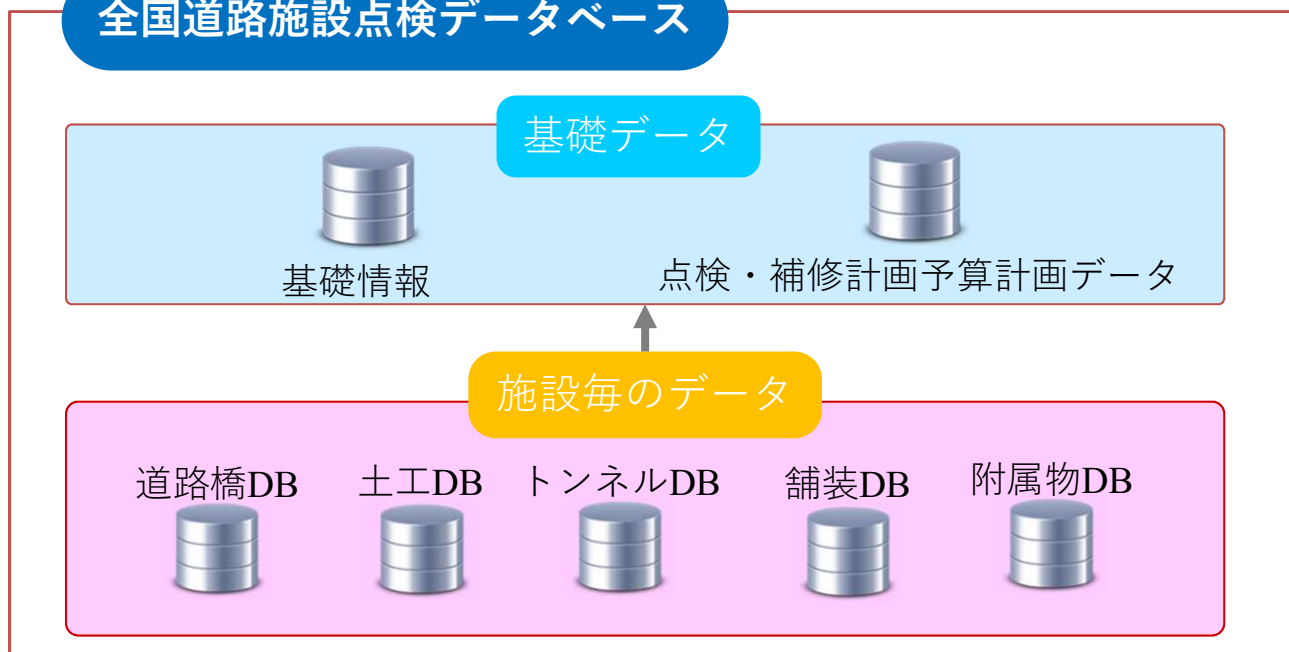 全国道路施設点検データベース
基礎データ
基礎情報
点検・補修計画予算計画データ
施設毎のデータ
道路橋DB
土工DB
トンネルDB
舗装DB
附属物DB